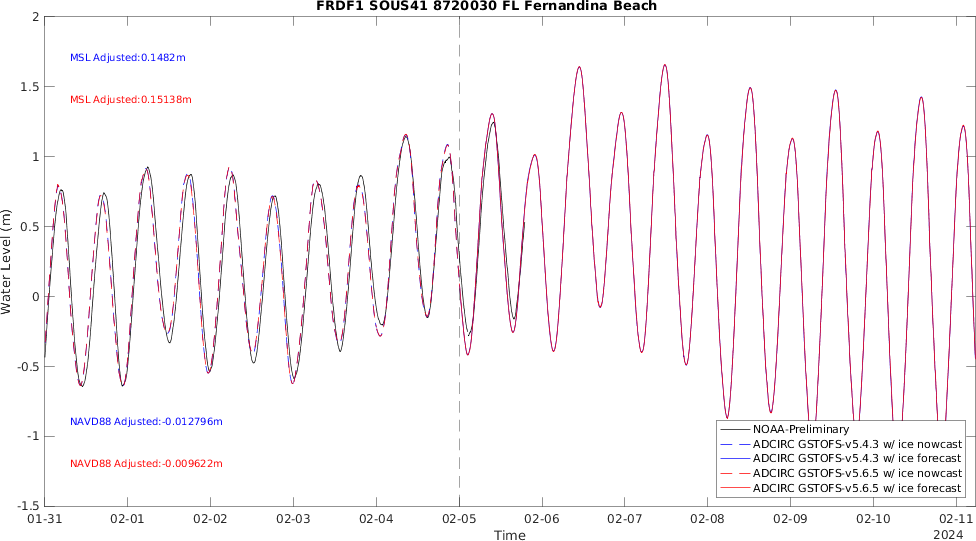 FRDF1 SOUS41 8720030 FL Fernandina Beach
2
1.5
1
0.5
0
-0.5
-1
-1.5
Water Level (m)
MSL Adjusted:0.1482m
MSL Adjusted:0.15138m
NAVD88 Adjusted:-0.012796m
NAVD88 Adjusted:-0.009622m
NOAA-Preliminary
ADCIRC GSTOFS-v5.4.3 w/ ice nowcast
ADCIRC GSTOFS-v5.4.3 w/ ice forecast
ADCIRC GSTOFS-v5.6.5 w/ ice nowcast
ADCIRC GSTOFS-v5.6.5 w/ ice forecast
01-31 02-01 02-02 02-03 02-04 02-05 02-06 02-07 02-08 02-09 02-10 02-11
Time
2024